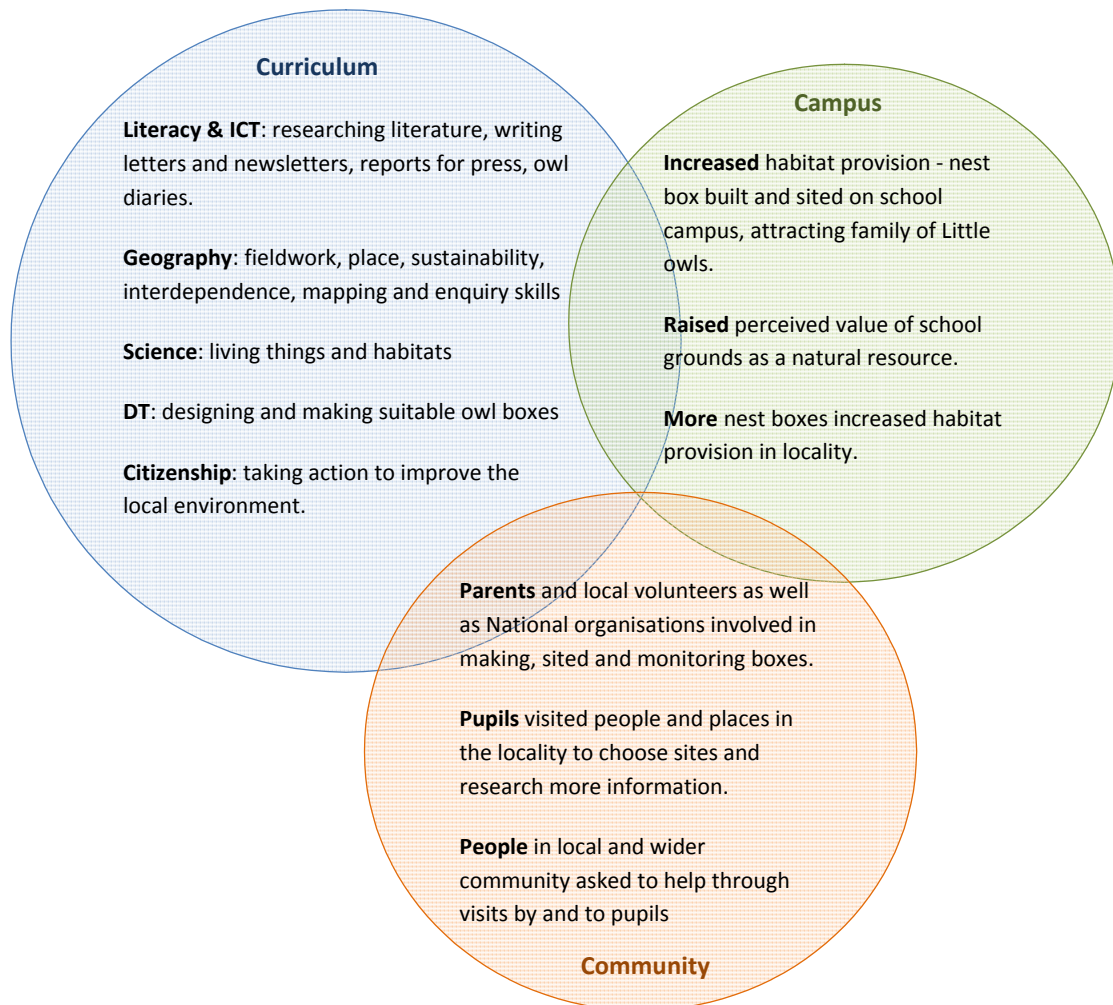 Curriculum
Literacy & ICT: researching literature, writing
letters and newsletters, reports for press, owl
diaries.
Geography: fieldwork, place, sustainability,
interdependence, mapping and enquiry skills
Science: living things and habitats
DT: designing and making suitable owl boxes
Citizenship: taking action to improve the
local environment.
Campus
Increased habitat provision - nest
box built and sited on school
campus, attracting family of Little
owls.
Raised perceived value of school
grounds as a natural resource.
More nest boxes increased habitat
provision in locality.
Parents and local volunteers as well
as National organisations involved in
making, sited and monitoring boxes.
Pupils visited people and places in
the locality to choose sites and
research more information.
People in local and wider
community asked to help through
visits by and to pupils
Community